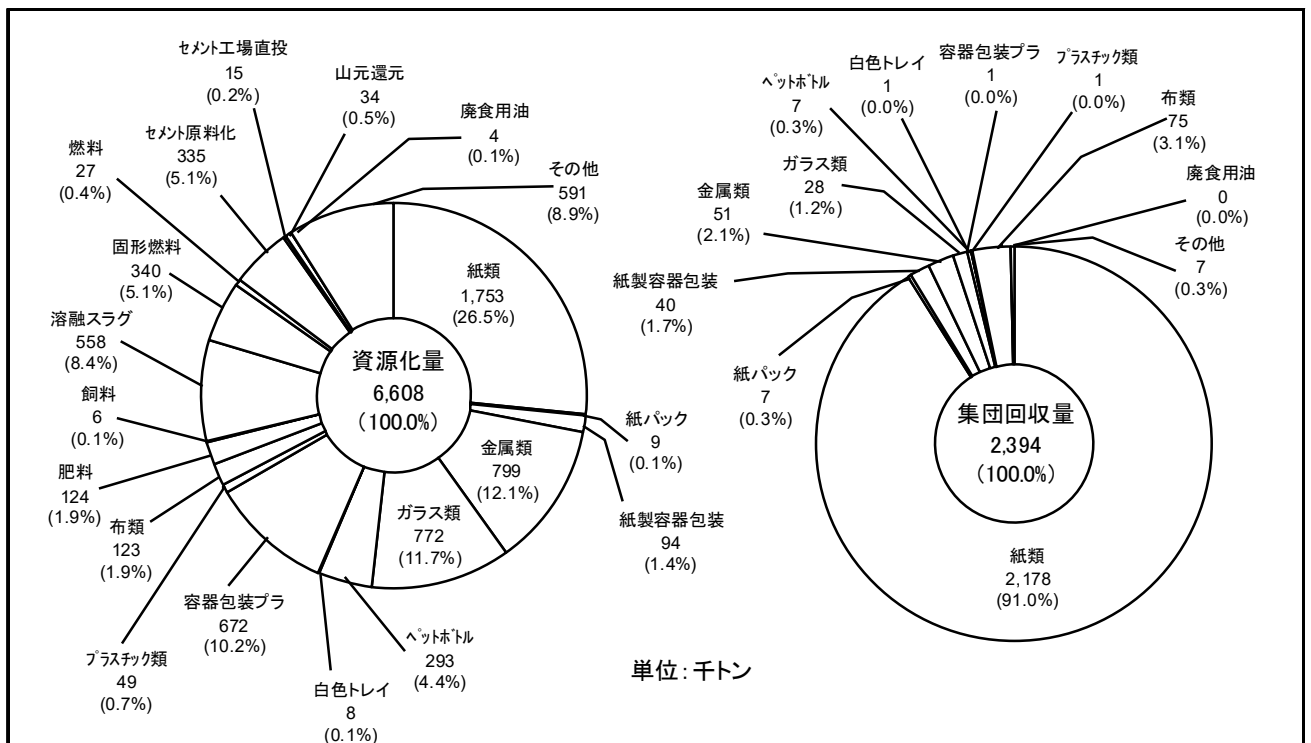 セメント工場直投
15
(0.2%)
山元還元
34
(0.5%)
廃食用油
4
(0.1%)
その他
591
(8.9%)
セメント原料化
335
(5.1%)
燃料
27
(0.4%)
固形燃料
340
(5.1%)
溶融スラグ
558
(8.4%)
飼料
6
(0.1%)
肥料
124
(1.9%)
布類
123
(1.9%)
プラスチック類
49
(0.7%)
容器包装プラ
672
(10.2%)
白色トレイ
8
(0.1%)
ペットボトル
293
(4.4%)
ガラス類
772
(11.7%)
金属類
799
(12.1%)
紙製容器包装
94
(1.4%)
紙パック
9
(0.1%)
紙類
1,753
(26.5%)
資源化量
6,608
(100.0%)
ペットボトル
7
(0.3%)
白色トレイ
1
(0.0%)
容器包装プラ
1
(0.0%)
プラスチック類
1
(0.0%)
布類
75
(3.1%)
廃食用油
0
(0.0%)
その他
7
(0.3%)
ガラス類
28
(1.2%)
金属類
51
(2.1%)
紙製容器包装
40
(1.7%)
紙パック
7
(0.3%)
集団回収量
2,394
(100.0%)
紙類
2,178
(91.0%)
単位：千トン